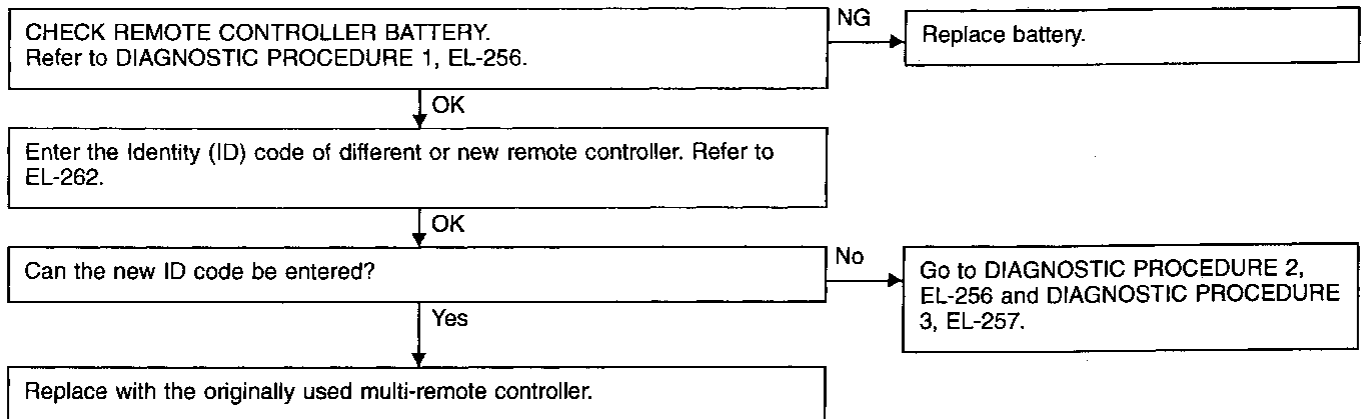 CHECK REMOTE CONTROLLER BATTERY.
Refer to DIAGNOSTIC PROCEDURE 1, EL-256.
NG
Replace battery.
OK
Enter the Identity (ID) code of different or new remote controller. Refer to
EL-262.
OK
Can the new ID code be entered?
No
Go to DIAGNOSTIC PROCEDURE 2,
EL-256 and DIAGNOSTIC PROCEDURE
3, EL-257.
Yes
Replace with the originally used multi-remote controller.